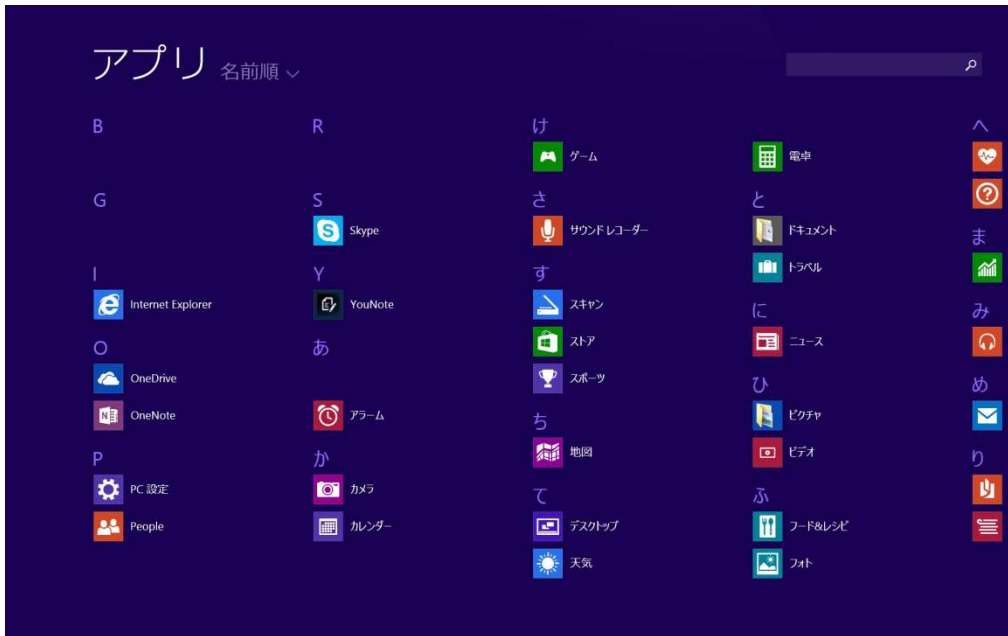 アプリ 名前順
B
G
I
Internet Explorer
O
OneDrive
OneNote
P
PC 設定
People
R
S
Skype
Y
YouNote
あ
アラーム
か
カメラ
カレンダー
け
ゲーム
さ
サウンド レコーダー
す
スキャン
ストア
スポーツ
ち
地図
て
デスクトップ
天気
電卓
と
ドキュメント
トラベル
に
ニュース
ひ
ピクチャ
ビデオ
ふ
フード&レシピ
フォト
へ
ま
み
め
り